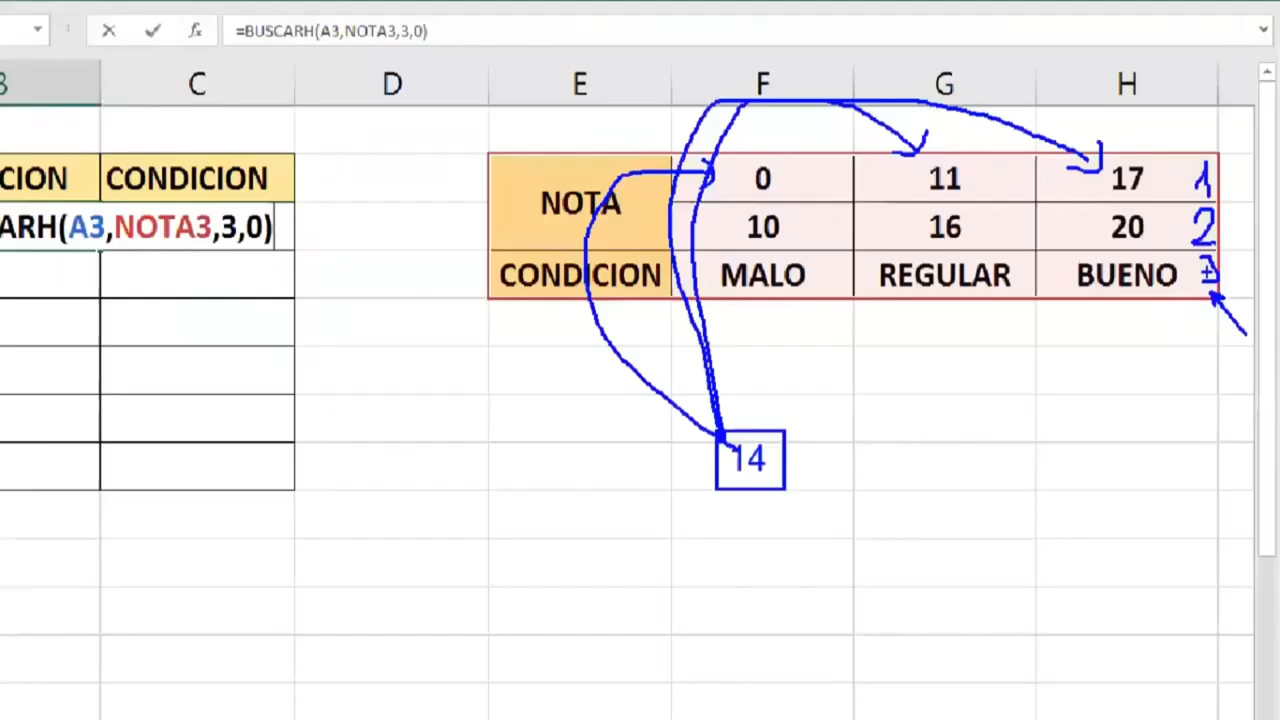 =BUSCARH(A3,NOTA3,3,0)
C D E F G H
CION CONDICION NOTA 0 11 17 1
ARH(A3,NOTA3,3,0) 10 16 20 2
CONDICION MALO REGULAR BUENO 3
14